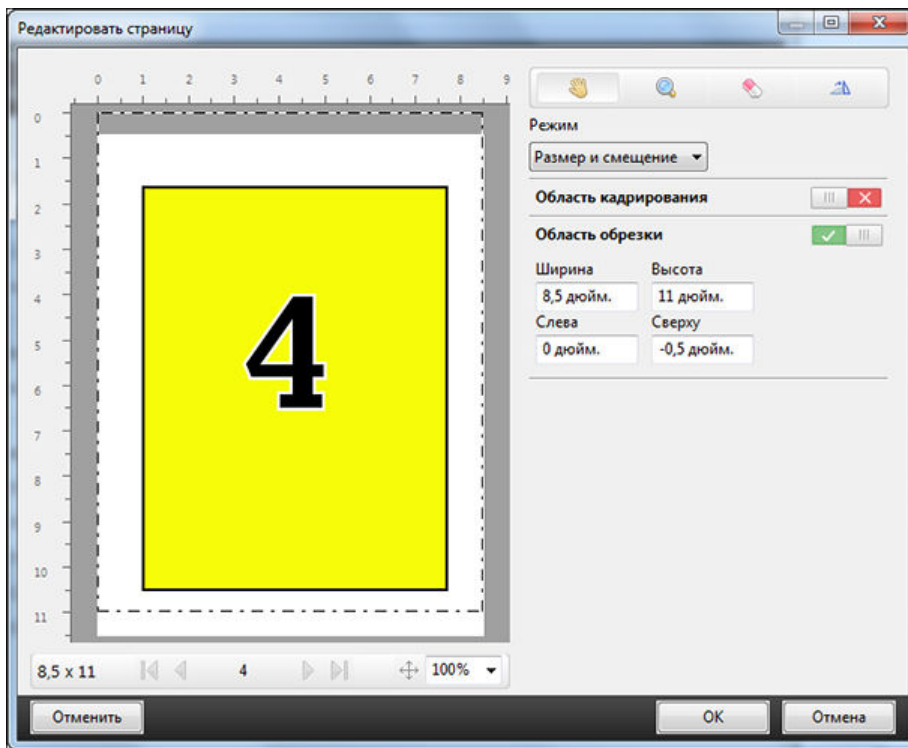 Редактировать страницу
0 1 2 3 4 5 6 7 8 9
0
1
2
3
4
5
6
7
8
9
10
11
4
8,5 x 11 4 100%
Режим
Размер и смещение
Область кадрирования
Область обрезки
Ширина Высота
8,5 дюйм. 11 дюйм.
Слева Сверху
0 дюйм. -0,5 дюйм.
Отменить OK Отмена